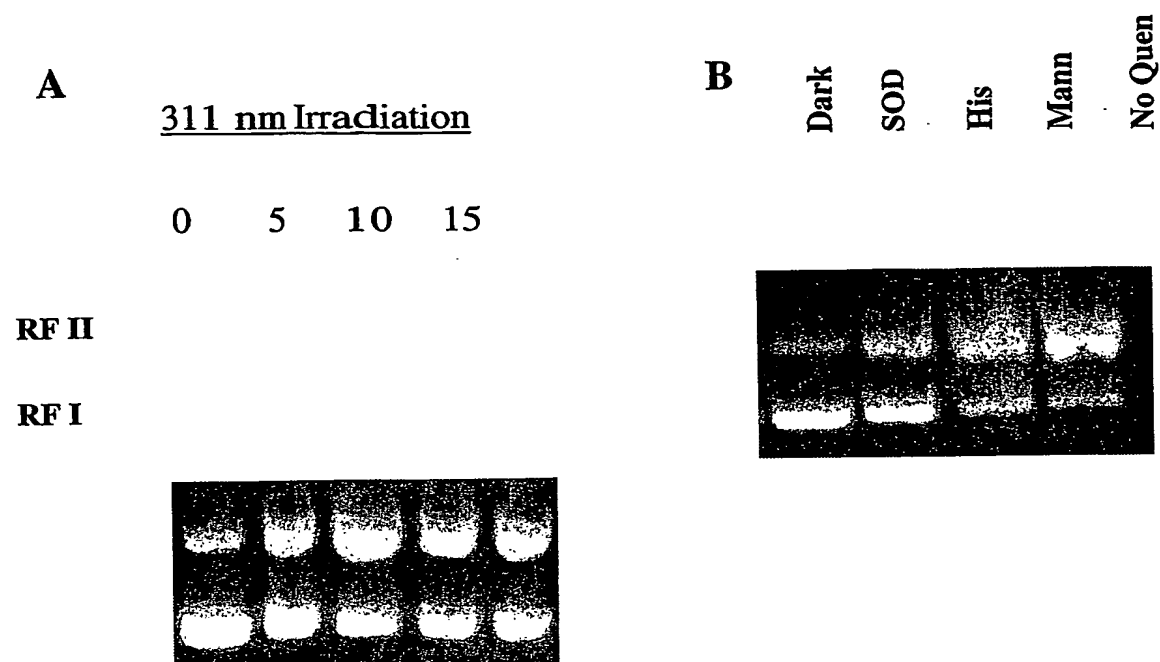 A
311 nm Irradiation
0 5 10 15
RF II
RF I
B
Dark SOD His Mann No Quen